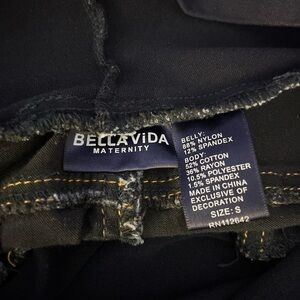 BELLAViDA
MATERNITY
BELLY:
88% NYLON
12% SPANDEX
BODY:
52% COTTON
36% RAYON
10.5% POLYESTER
1.5% SPANDEX
MADE IN CHINA
EXCLUSIVE OF
DECORATION
SIZE: S
RN112642